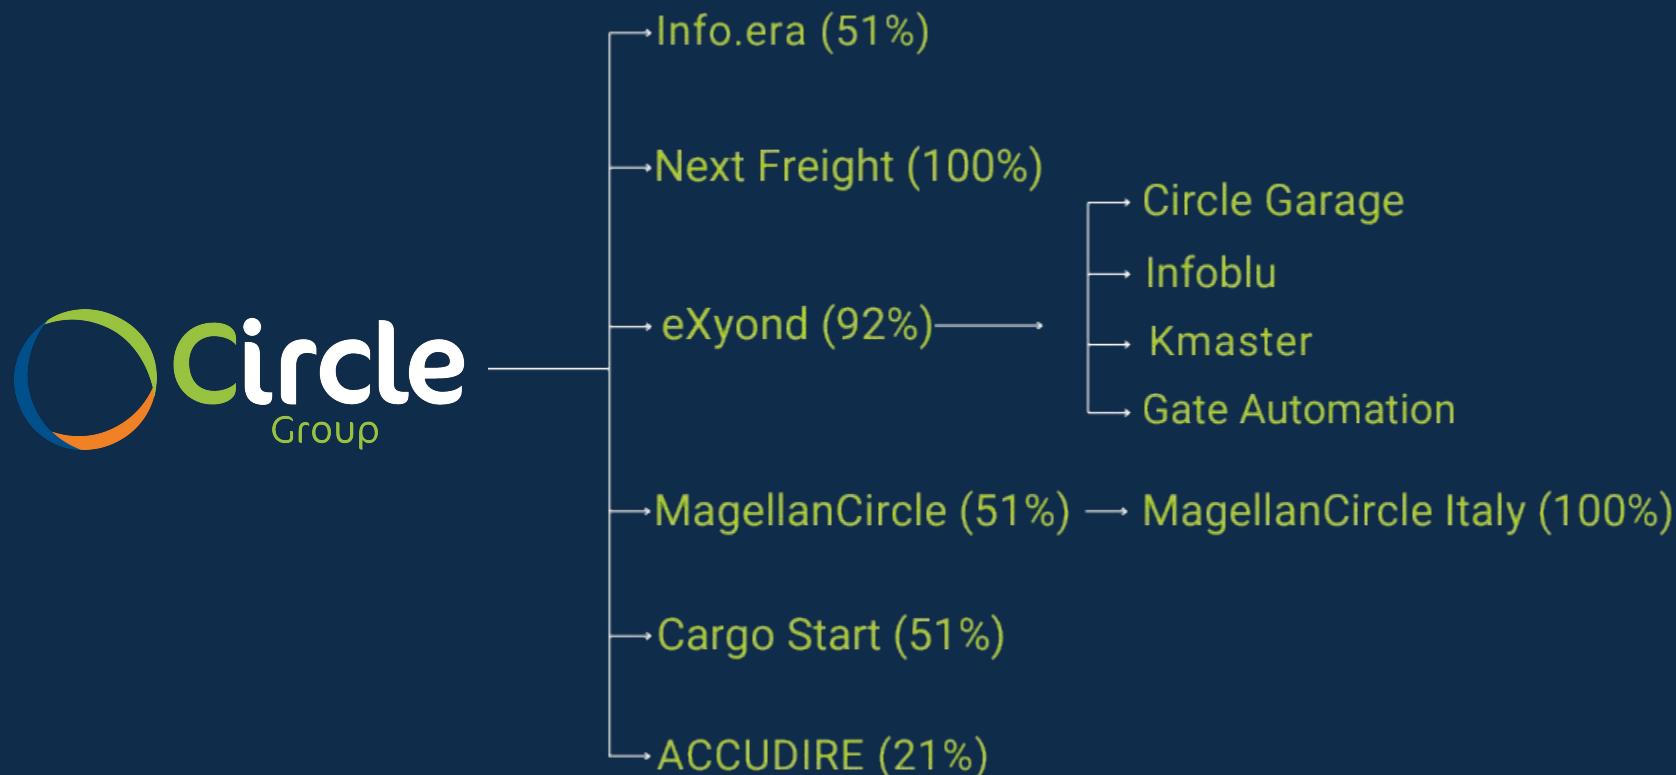 Circle
Group
Info.era (51%)
Next Freight (100%)
eXyond (92%)
Circle Garage
Infoblu
Kmaster
Gate Automation
MagellanCircle (51%)
MagellanCircle Italy (100%)
Cargo Start (51%)
ACCUDIRE (21%)